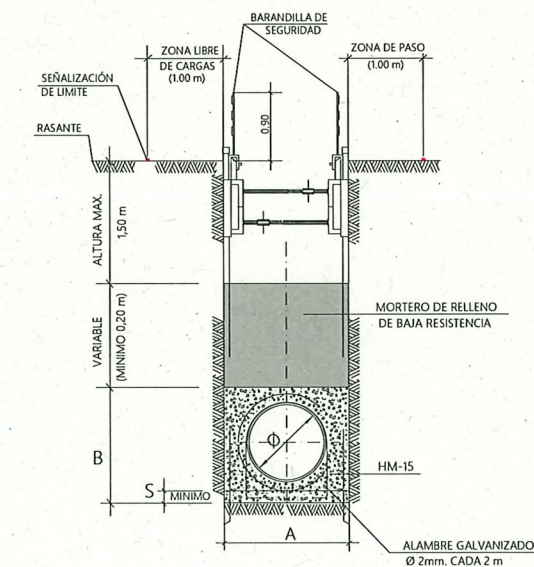 BARANDILLA DE
SEGURIDAD
ZONA LIBRE
DE CARGAS
(1.00 m)
ZONA DE PASO
(1.00 m)
SEÑALIZACIÓN
DE LIMITE
0,90
RASANTE
ALTURA MAX.
1,50 m
VARIABLE
(MINIMO 0,20 m)
MORTERO DE RELLENO
DE BAJA RESISTENCIA
B
Φ
HM-15
S
MINIMO
A
ALAMBRE GALVANIZADO
Ø 2mm. CADA 2 m